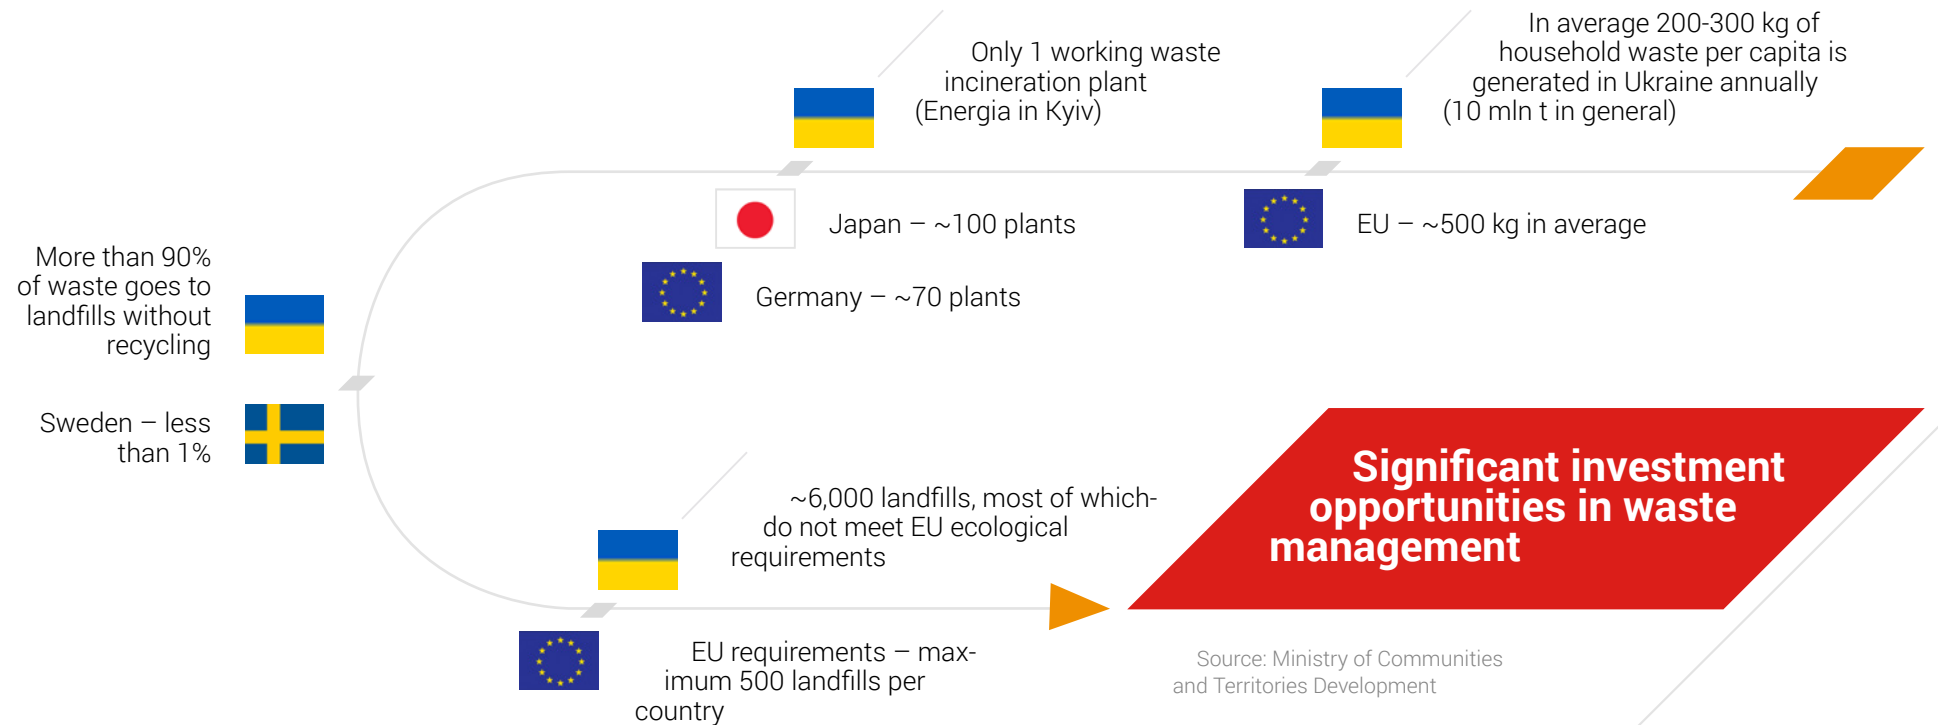 In average 200-300 kg of
household waste per capita is
generated in Ukraine annually
(10 mln t in general)
Only 1 working waste
incineration plant
(Energia in Kyiv)
Japan – ~100 plants
EU – ~500 kg in average
Germany – ~70 plants
More than 90%
of waste goes to
landfills without
recycling
Sweden – less
than 1%
~6,000 landfills, most of which-
do not meet EU ecological
requirements
EU requirements – max-
imum 500 landfills per
country
Significant investment
opportunities in waste
management
Source: Ministry of Communities
and Territories Development